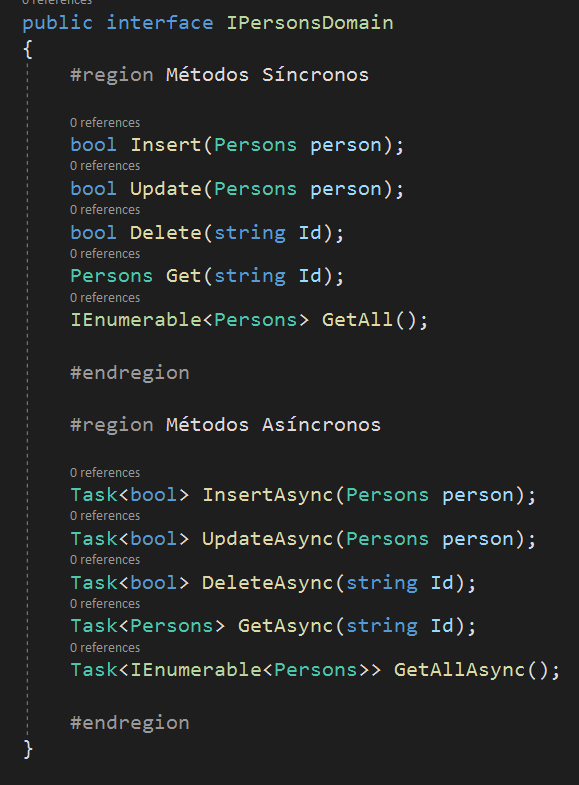 0 references
public interface IPersonsDomain
{
#region Métodos Síncronos
0 references
bool Insert(Persons person);
0 references
bool Update(Persons person);
0 references
bool Delete(string Id);
0 references
Persons Get(string Id);
0 references
IEnumerable<Persons> GetAll();
#endregion
#region Métodos Asíncronos
0 references
Task<bool> InsertAsync(Persons person);
0 references
Task<bool> UpdateAsync(Persons person);
0 references
Task<bool> DeleteAsync(string Id);
0 references
Task<Persons> GetAsync(string Id);
0 references
Task<IEnumerable<Persons>> GetAllAsync();
#endregion
}